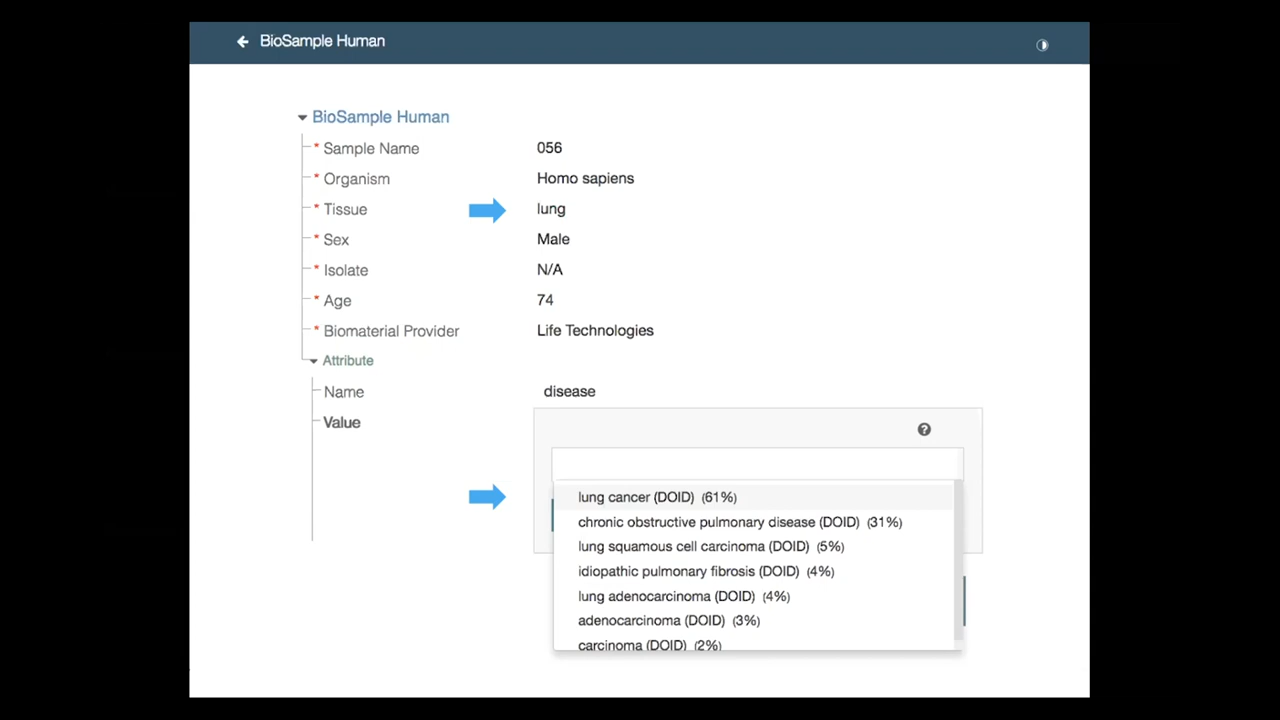 BioSample Human
BioSample Human
* Sample Name 056
* Organism Homo sapiens
* Tissue lung
* Sex Male
* Isolate N/A
* Age 74
* Biomaterial Provider Life Technologies
Attribute
Name disease
Value
?
lung cancer (DOID) (61%)
chronic obstructive pulmonary disease (DOID) (31%)
lung squamous cell carcinoma (DOID) (5%)
idiopathic pulmonary fibrosis (DOID) (4%)
lung adenocarcinoma (DOID) (4%)
adenocarcinoma (DOID) (3%)
carcinoma (DOID) (2%)